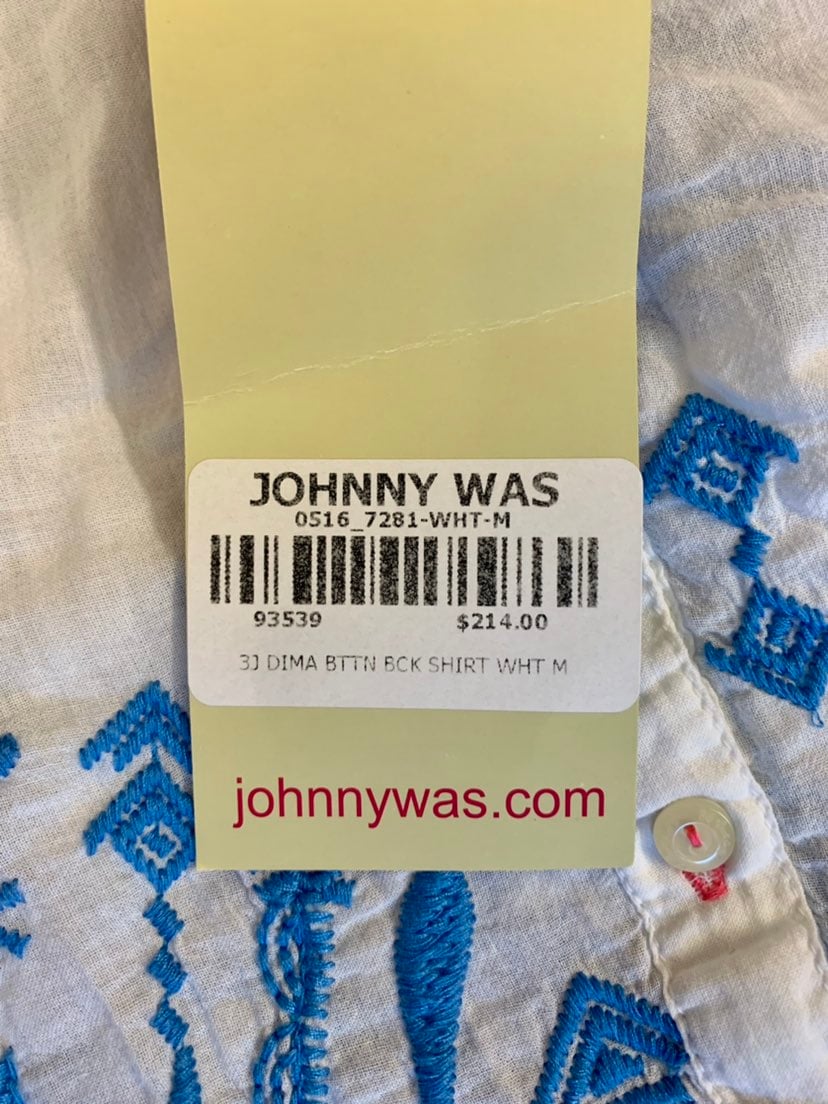 JOHNNY WAS
0516_7281-WHT-M
93539 $214.00
3J DIMA BTTN BCK SHIRT WHT M
johnnywas.com